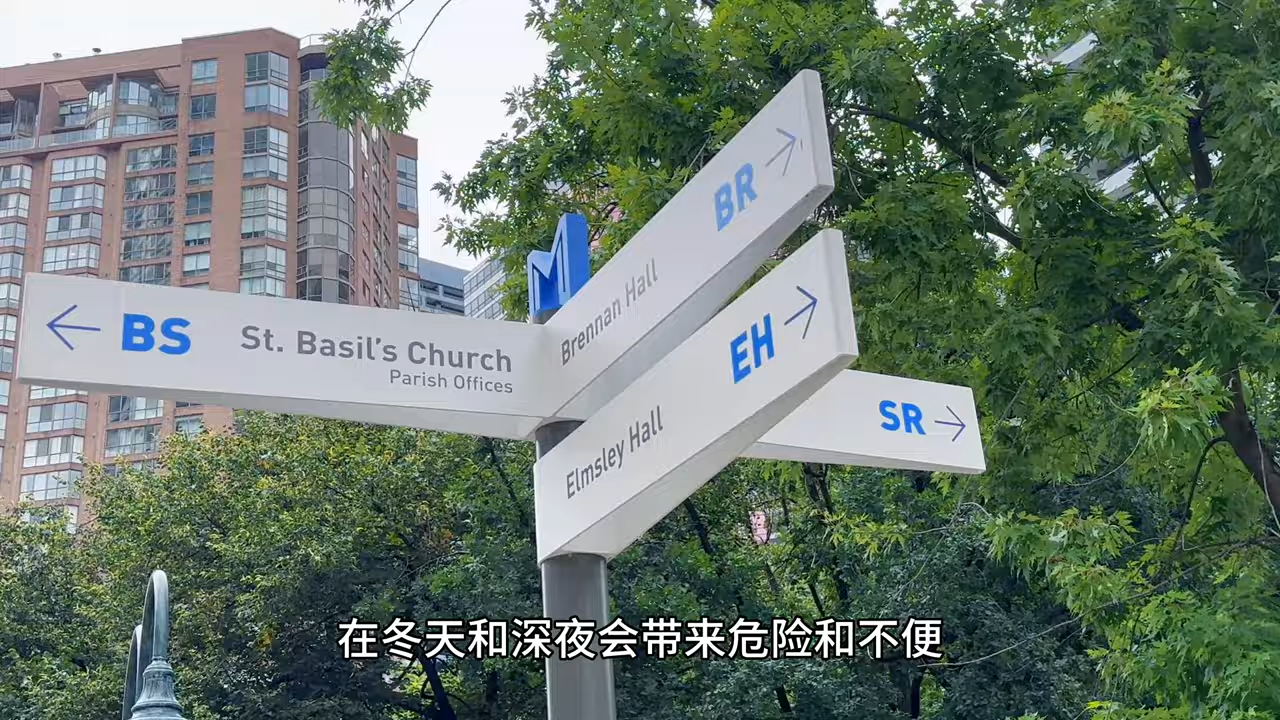 M
BR →
Brennan Hall
← BS St. Basil's Church
Parish Offices
EH →
Elmsley Hall
SR →
在冬天和深夜会带来危险和不便